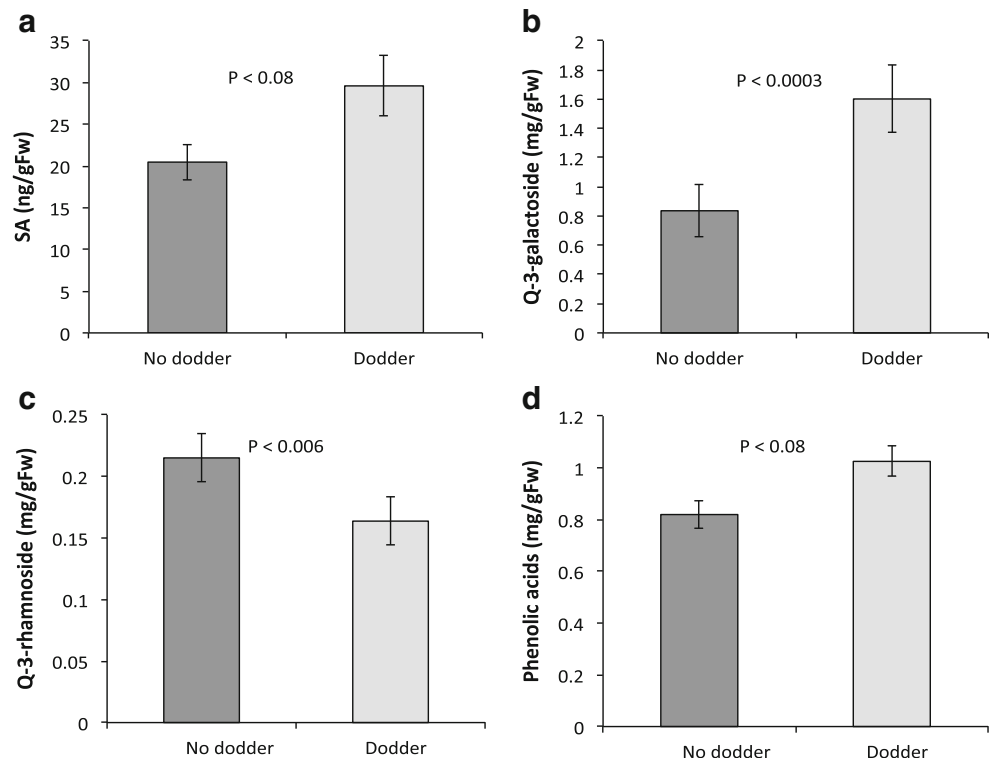 a
SA (ng/gFw)
35
30
25
20
15
10
5
0
P < 0.08
No dodder
Dodder
b
Q-3-galactoside (mg/gFw)
2
1.8
1.6
1.4
1.2
1
0.8
0.6
0.4
0.2
0
P < 0.0003
No dodder
Dodder
c
Q-3-rhamnoside (mg/gFw)
0.25
0.2
0.15
0.1
0.05
0
P < 0.006
No dodder
Dodder
d
Phenolic acids (mg/gFw)
1.2
1
0.8
0.6
0.4
0.2
0
P < 0.08
No dodder
Dodder